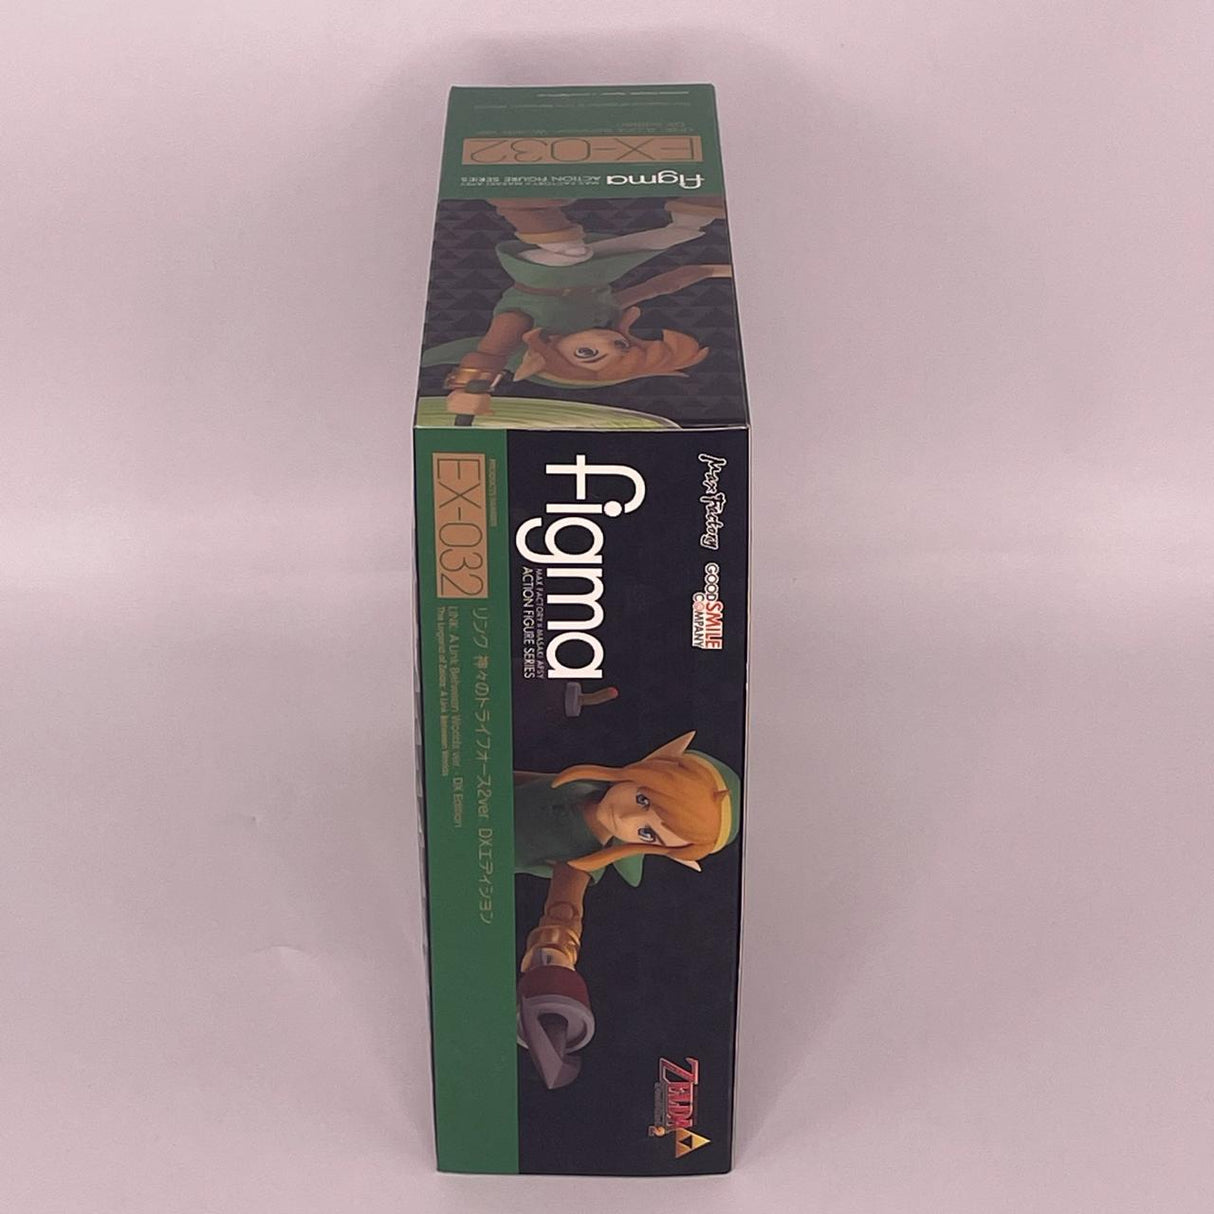 EX-032
figma
MAX FACTORY × MASAKI APSY
ACTION FIGURE SERIES
Max Factory
GOOD
SMILE
COMPANY
figma
MAX FACTORY × MASAKI APSY
ACTION FIGURE SERIES
PRODUCTS NUMBER
EX-032
リンク 神々のトライフォース2ver. DXエディション
LINK: A Link Between Worlds ver. · DX Edition
The Legend of Zelda: A Link Between Worlds
ZELDA
2